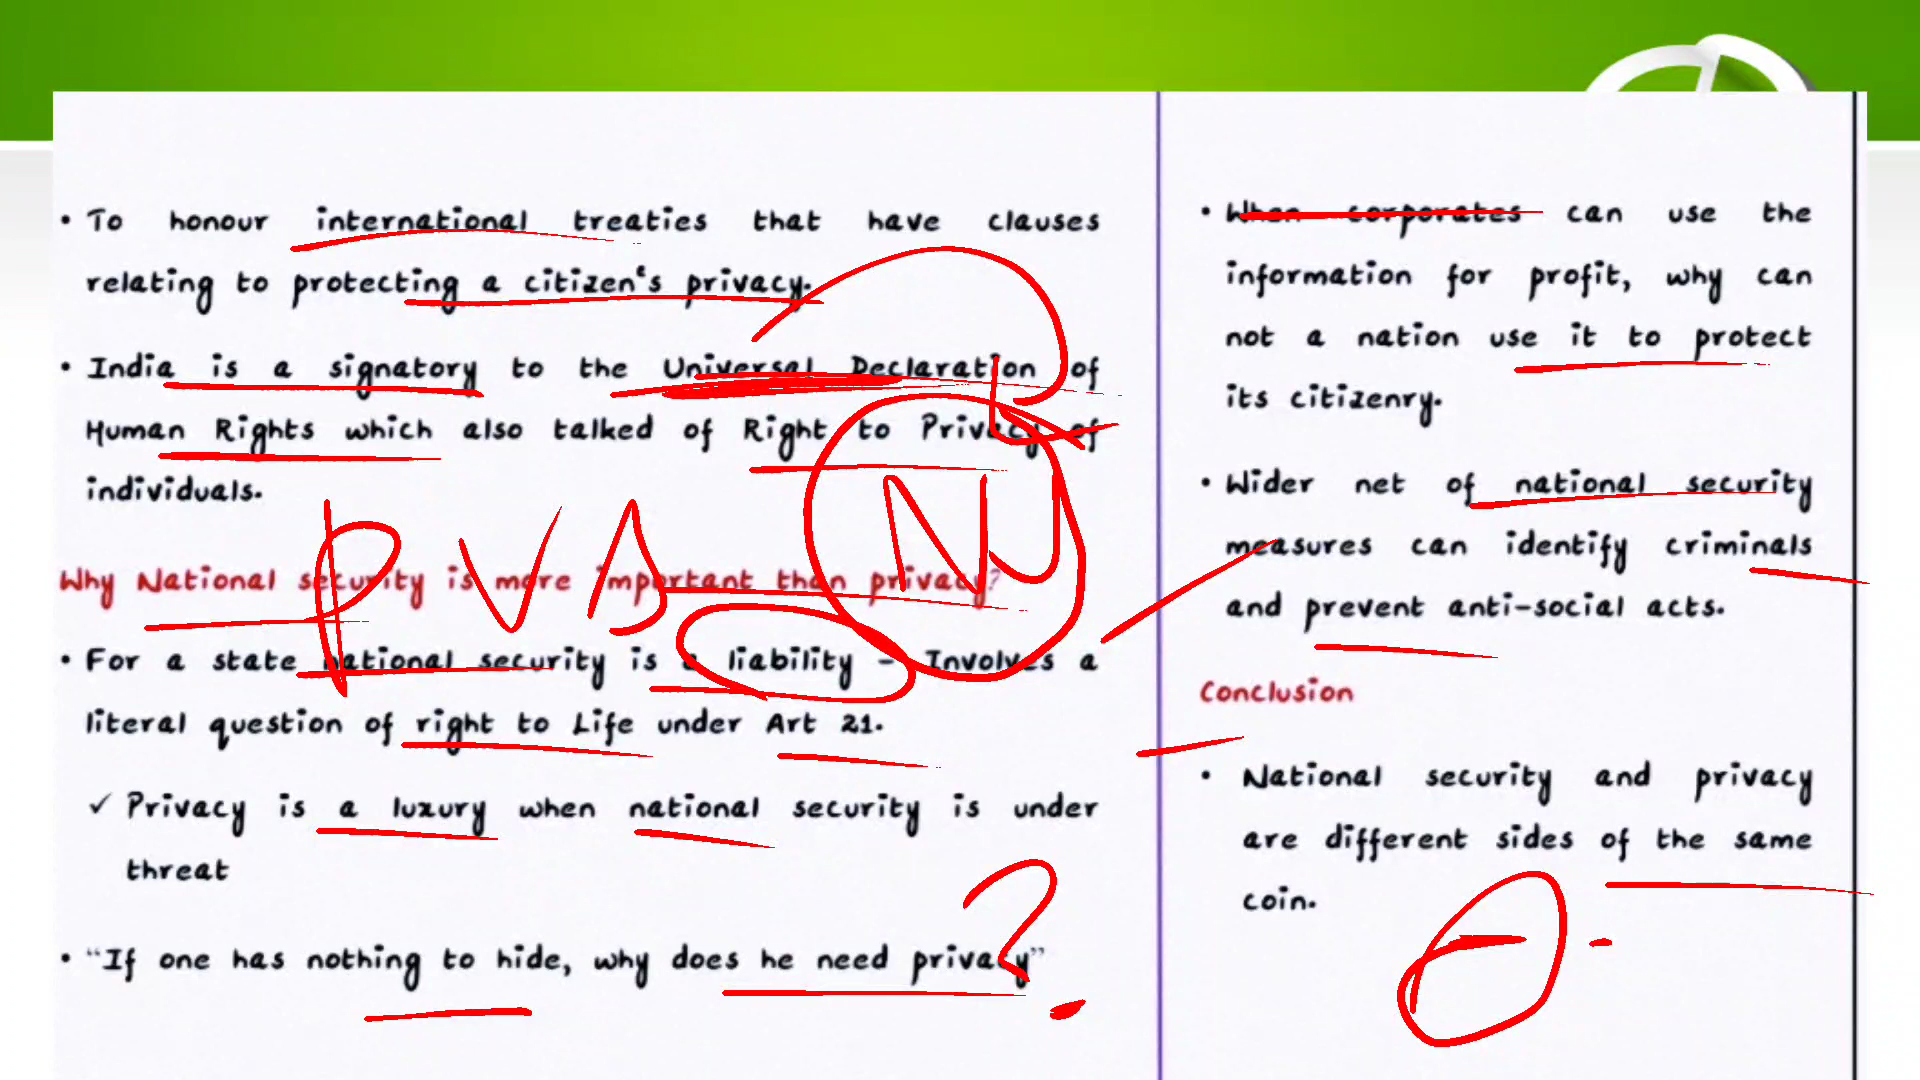 • To honour international treaties that have clauses
relating to protecting a citizen's privacy.
• India is a signatory to the Universal Declaration of
Human Rights which also talked of Right to Privacy of
individuals.
Why National security is more important than privacy?
• For a state national security is a liability - Involves a
literal question of right to Life under Art 21.
✓ Privacy is a luxury when national security is under
threat
• "If one has nothing to hide, why does he need privacy"
• When corporates can use the
information for profit, why can
not a nation use it to protect
its citizenry.
• Wider net of national security
measures can identify criminals
and prevent anti-social acts.
Conclusion
• National security and privacy
are different sides of the same
coin.